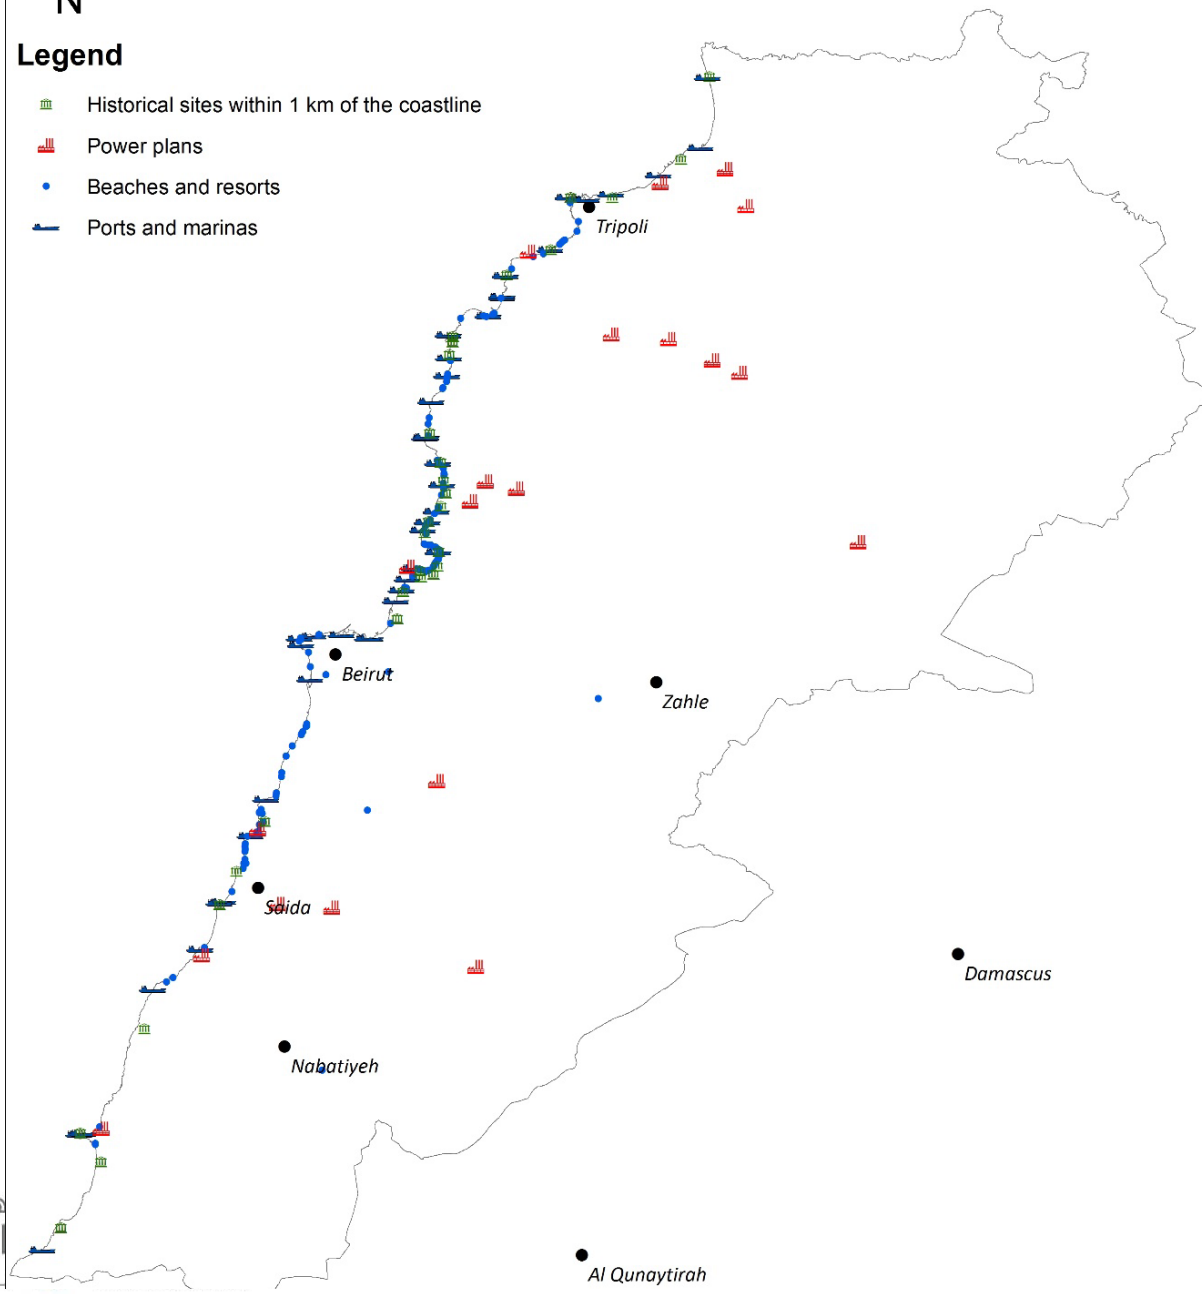 N
Legend
Historical sites within 1 km of the coastline
Power plans
Beaches and resorts
Ports and marinas
Tripoli
Beirut
Zahle
Saida
Damascus
Nabatiyeh
Al Qunaytirah